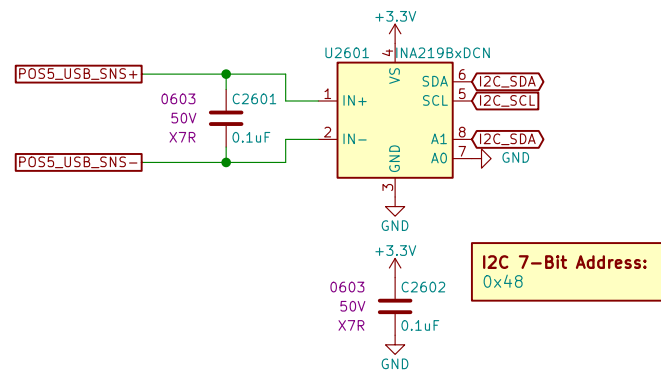 +3.3V
U2601
INA219BxDCN
4
VS
POS5_USB_SNS+
SDA
6
I2C_SDA
0603
C2601
1
IN+
SCL
5
I2C_SCL
50V
X7R
0.1uF
2
IN-
A1
8
I2C_SDA
POS5_USB_SNS-
GND
A0
7
GND
3
GND
+3.3V
I2C 7-Bit Address:
0x48
0603
C2602
50V
X7R
0.1uF
GND